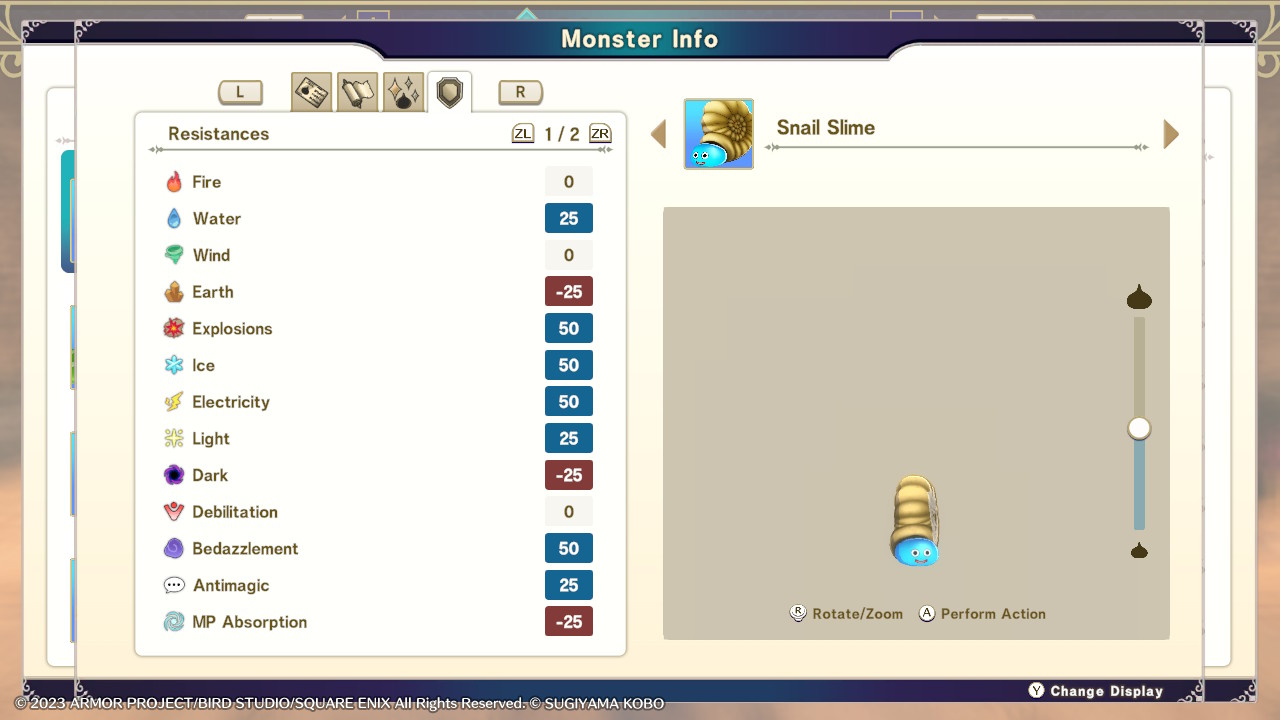 Monster Info
L
R
Resistances
ZL 1 / 2 ZR
Snail Slime
Fire 0
Water 25
Wind 0
Earth -25
Explosions 50
Ice 50
Electricity 50
Light 25
Dark -25
Debilitation 0
Bedazzlement 50
Antimagic 25
MP Absorption -25
R Rotate/Zoom A Perform Action
Y Change Display
© 2023 ARMOR PROJECT/BIRD STUDIO/SQUARE ENIX All Rights Reserved. © SUGIYAMA KOBO